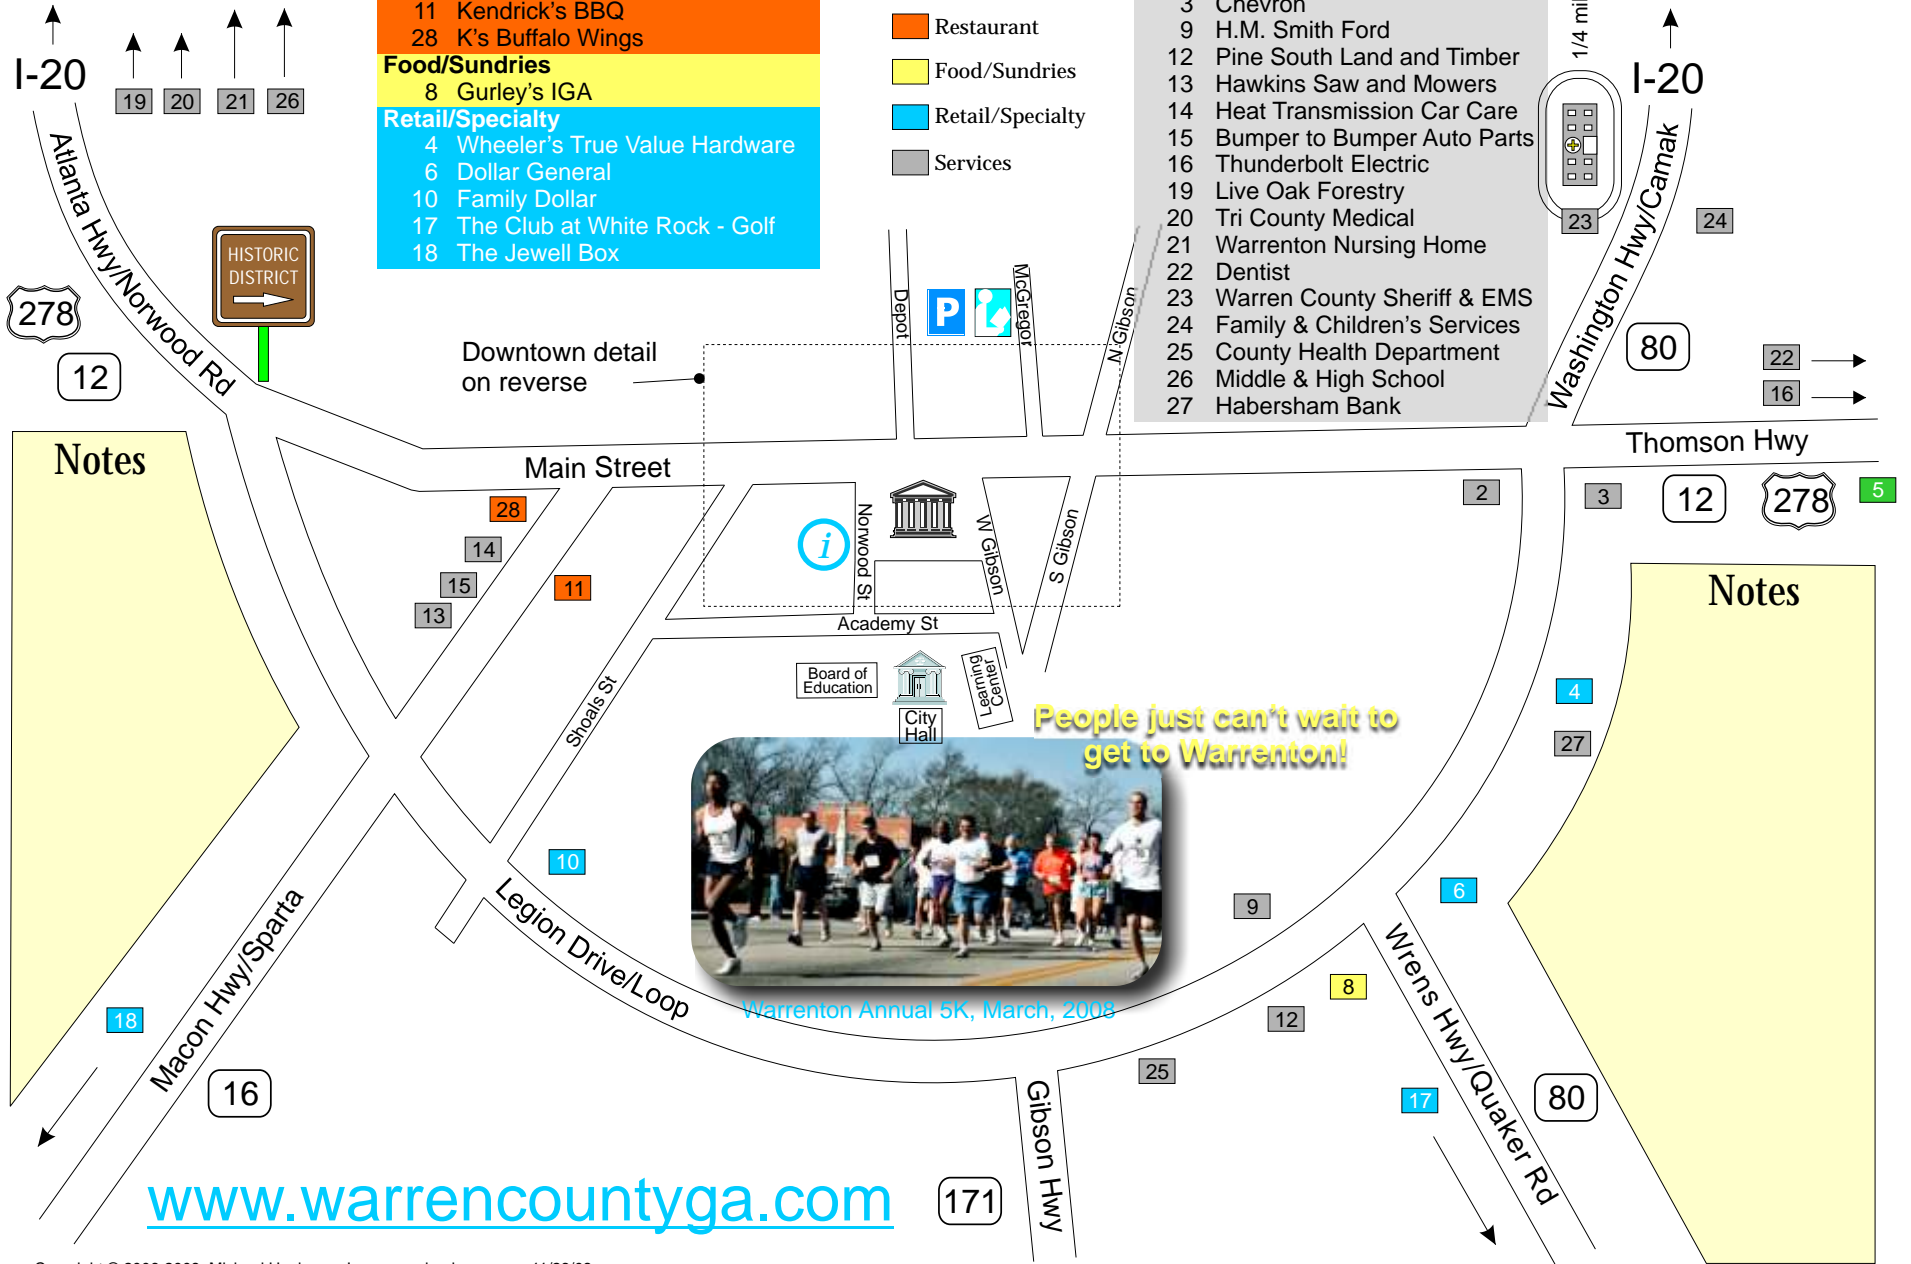 11 Kendrick's BBQ
28 K's Buffalo Wings
Food/Sundries
8 Gurley's IGA
Retail/Specialty
4 Wheeler's True Value Hardware
6 Dollar General
10 Family Dollar
17 The Club at White Rock - Golf
18 The Jewell Box
Restaurant
Food/Sundries
Retail/Specialty
Services
3 Chevron
9 H.M. Smith Ford
12 Pine South Land and Timber
13 Hawkins Saw and Mowers
14 Heat Transmission Car Care
15 Bumper to Bumper Auto Parts
16 Thunderbolt Electric
19 Live Oak Forestry
20 Tri County Medical
21 Warrenton Nursing Home
22 Dentist
23 Warren County Sheriff & EMS
24 Family & Children's Services
25 County Health Department
26 Middle & High School
27 Habersham Bank
1/4
I-20
19
20
21
26
I-20
23
24
Atlanta Hwy/Norwood Rd
HISTORIC
DISTRICT
278
12
Downtown detail
on reverse
Depot
P
McGregor
N Gibson
Washington Hwy/Camak
80
22
16
Notes
Main Street
Thomson Hwy
28
14
15
13
11
i
Norwood St
W Gibson
S Gibson
2
3
12
278
5
Notes
Academy St
Board of
Education
City
Hall
Learning
Center
Shoals St
People just can't wait to
get to Warrenton!
4
27
10
6
9
8
12
25
17
18
Legion Drive/Loop
Macon Hwy/Sparta
16
Warrenton Annual 5K, March, 2008
Wrens Hwy/Quaker Rd
80
Gibson Hwy
171
www.warrencountyga.com